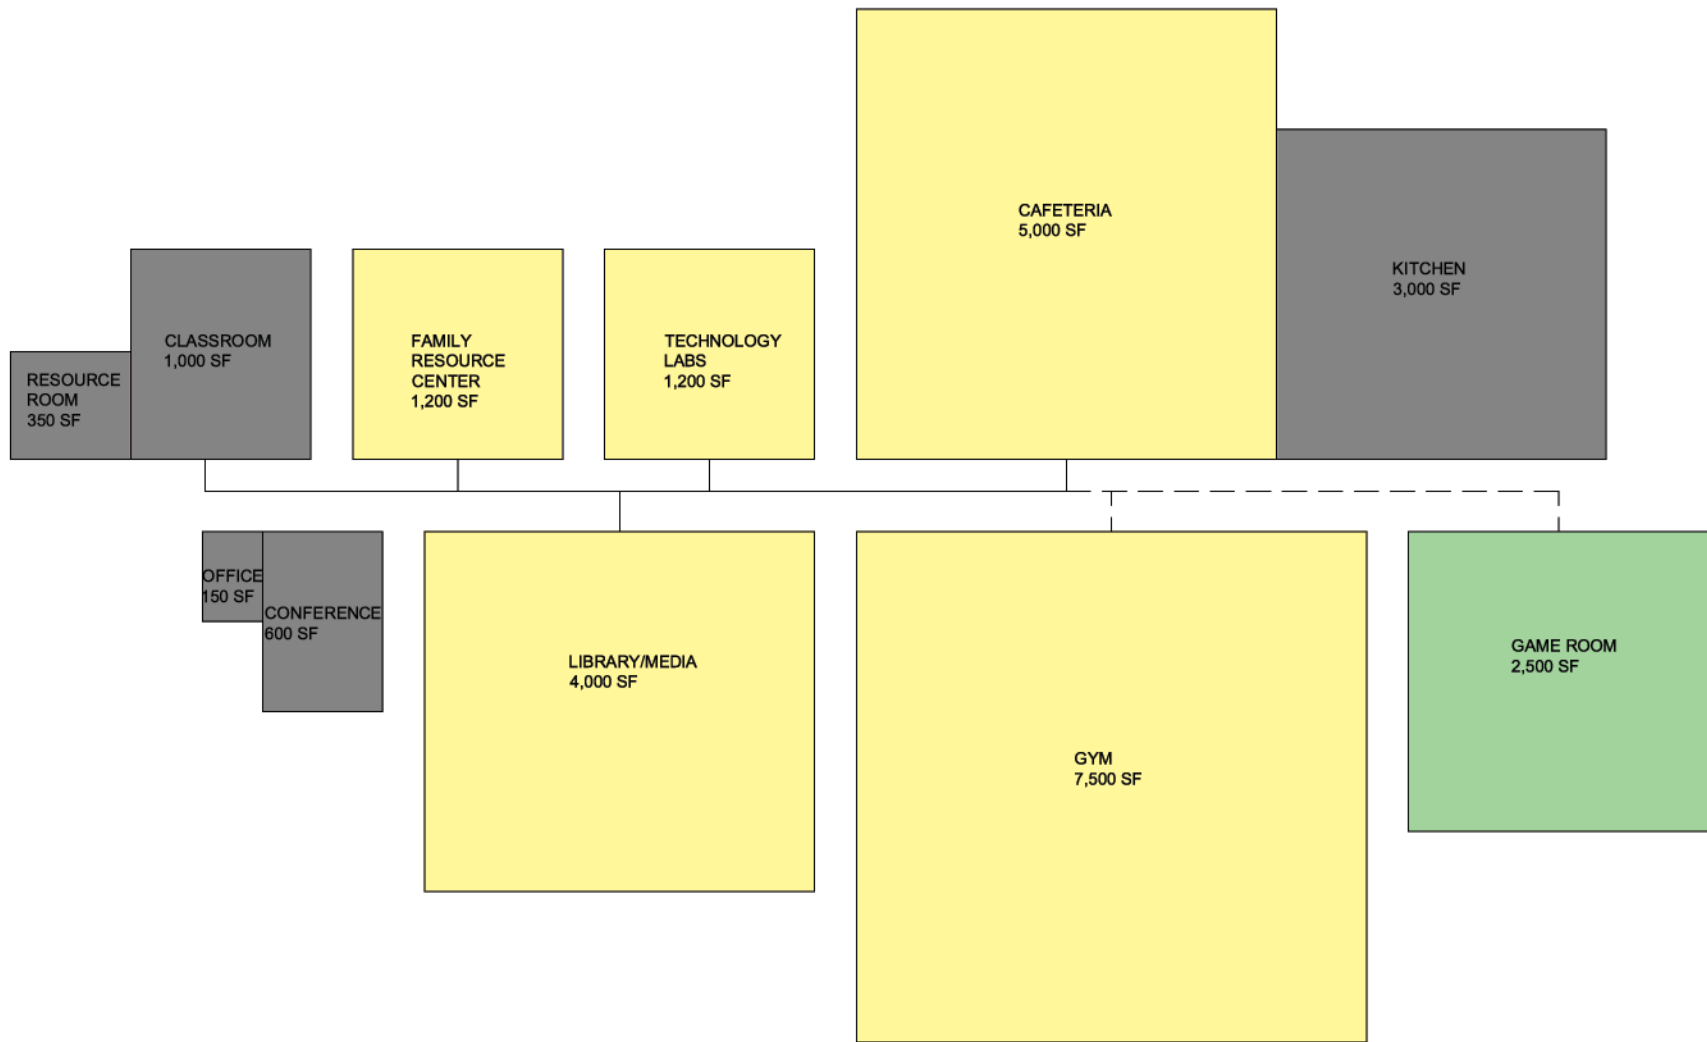 CAFETERIA
5,000 SF
KITCHEN
3,000 SF
CLASSROOM
1,000 SF
FAMILY
RESOURCE
CENTER
1,200 SF
TECHNOLOGY
LABS
1,200 SF
RESOURCE
ROOM
350 SF
OFFICE
150 SF
CONFERENCE
600 SF
LIBRARY/MEDIA
4,000 SF
GYM
7,500 SF
GAME ROOM
2,500 SF